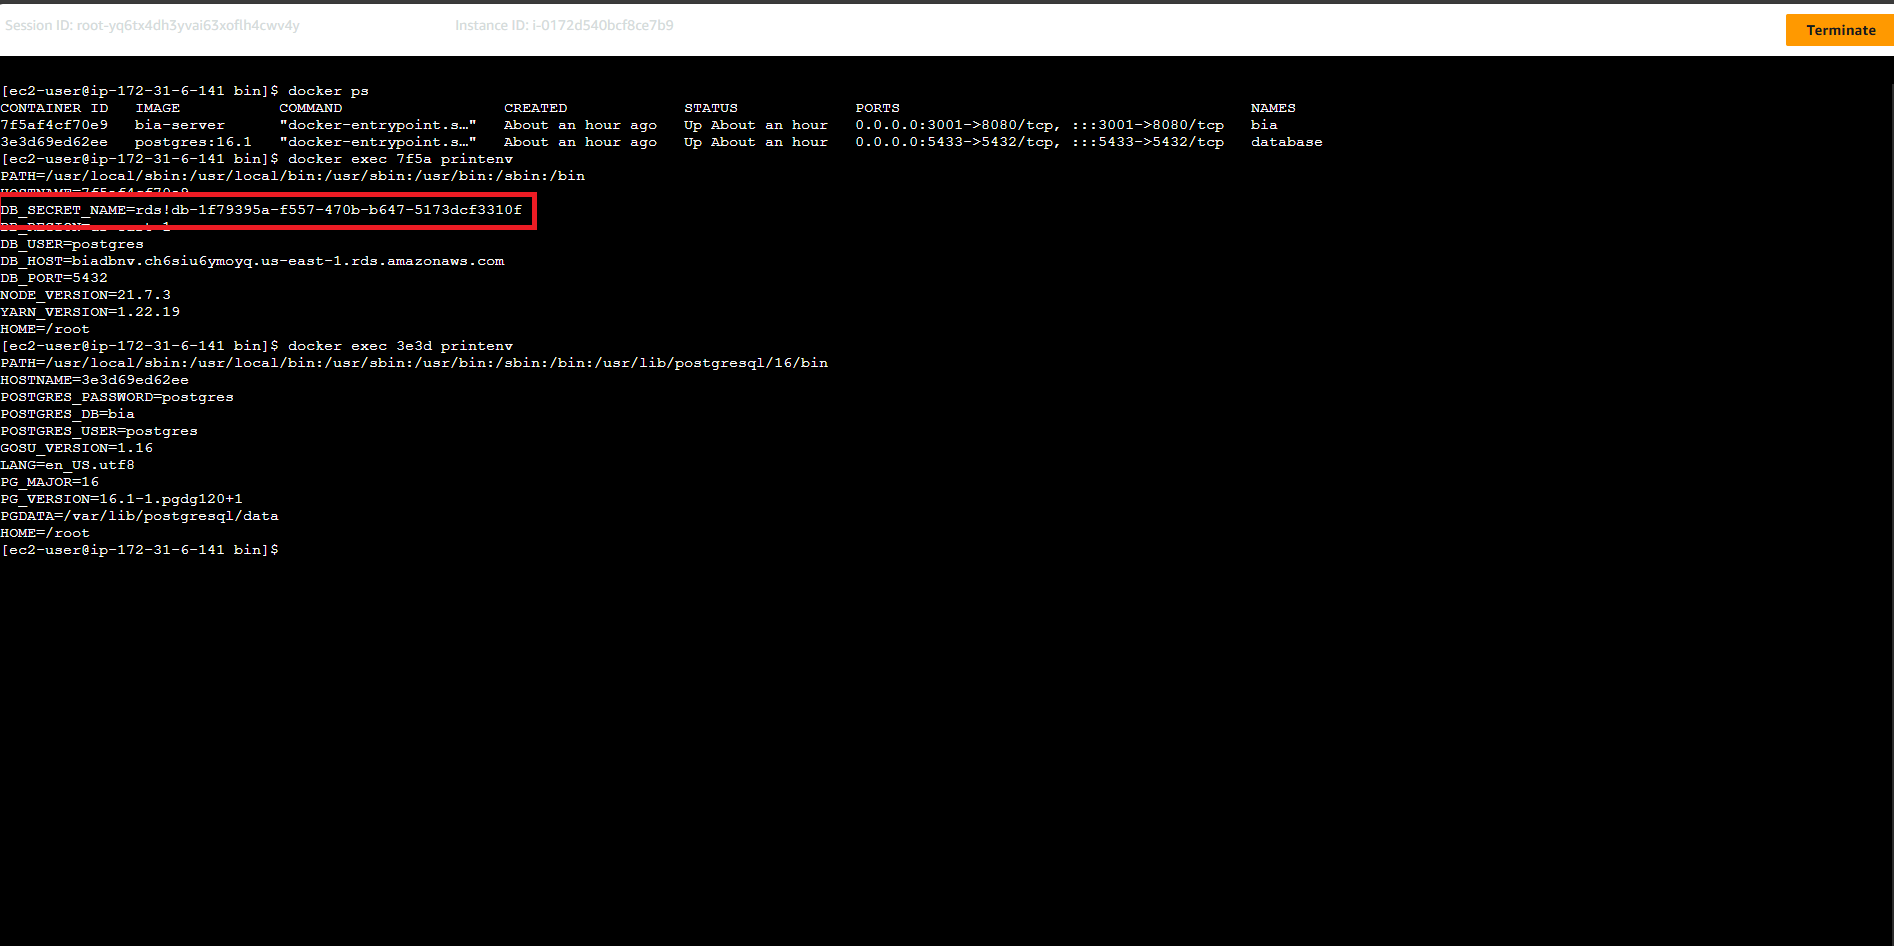 Session ID: root-yq6tx4dh3yvai63xoflh4cwv4y Instance ID: i-0172d540bcf8ce7b9 Terminate
[ec2-user@ip-172-31-6-141 bin]$ docker ps
CONTAINER ID IMAGE COMMAND CREATED STATUS PORTS NAMES
7f5af4cf70e9 bia-server "docker-entrypoint.s…" About an hour ago Up About an hour 0.0.0.0:3001->8080/tcp, :::3001->8080/tcp bia
3e3d69ed62ee postgres:16.1 "docker-entrypoint.s…" About an hour ago Up About an hour 0.0.0.0:5433->5432/tcp, :::5433->5432/tcp database
[ec2-user@ip-172-31-6-141 bin]$ docker exec 7f5a printenv
PATH=/usr/local/sbin:/usr/local/bin:/usr/sbin:/usr/bin:/sbin:/bin
HOSTNAME=7f5af4cf70e9
DB_SECRET_NAME=rds!db-1f79395a-f557-470b-b647-5173dcf3310f
DB_USER=postgres
DB_HOST=biadbnv.ch6siu6ymoyq.us-east-1.rds.amazonaws.com
DB_PORT=5432
NODE_VERSION=21.7.3
YARN_VERSION=1.22.19
HOME=/root
[ec2-user@ip-172-31-6-141 bin]$ docker exec 3e3d printenv
PATH=/usr/local/sbin:/usr/local/bin:/usr/sbin:/usr/bin:/sbin:/bin:/usr/lib/postgresql/16/bin
HOSTNAME=3e3d69ed62ee
POSTGRES_PASSWORD=postgres
POSTGRES_DB=bia
POSTGRES_USER=postgres
GOSU_VERSION=1.16
LANG=en_US.utf8
PG_MAJOR=16
PG_VERSION=16.1-1.pgdg120+1
PGDATA=/var/lib/postgresql/data
HOME=/root
[ec2-user@ip-172-31-6-141 bin]$